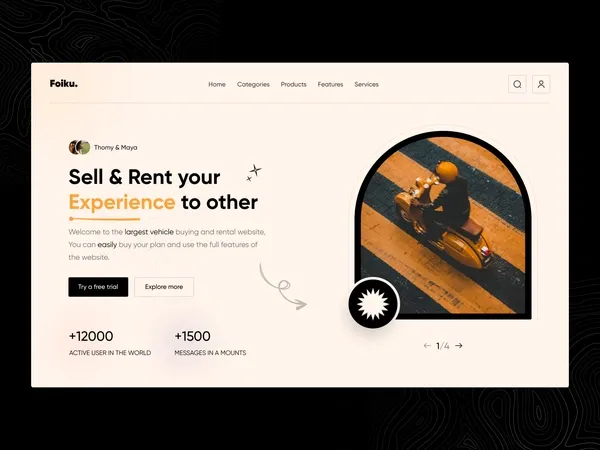 Foiku.
Home Categories Products Features Services
Thomy & Maya
Sell & Rent your
Experience to other
Welcome to the largest vehicle buying and rental website,
You can easily buy your plan and use the full features of
the website.
Try a free trial Explore more
+12000 +1500
ACTIVE USER IN THE WORLD MESSAGES IN A MOUNTS
← 1/4 →